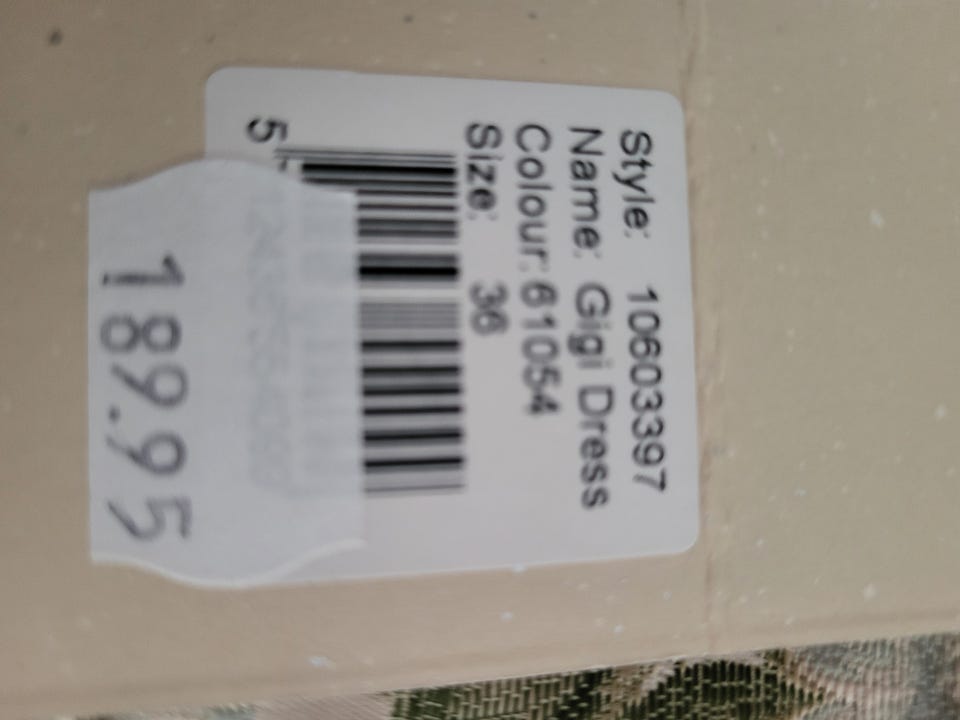 Style: 10603397
Name: Gigi Dress
Colour: 61054
Size: 36
5
189.95